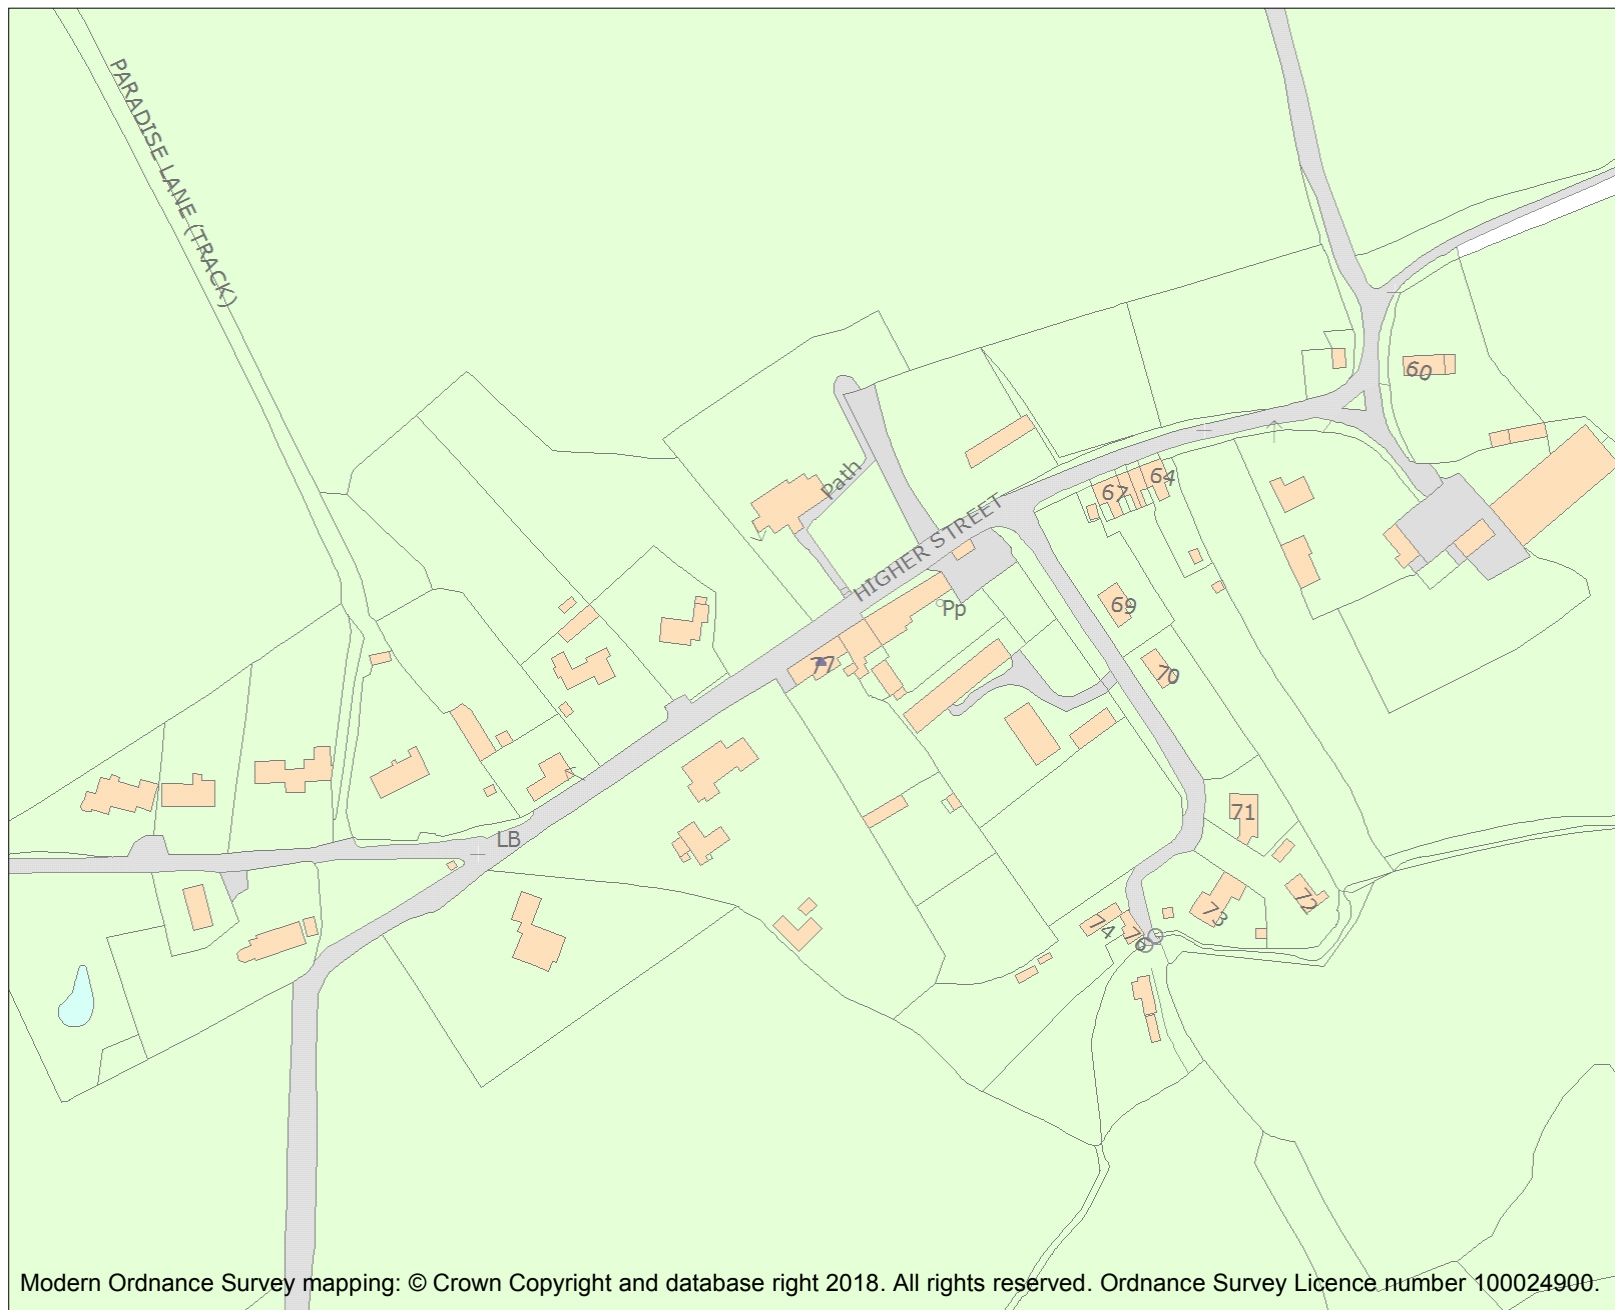 PARADISE LANE (TRACK)
60
Path
67
64
HIGHER STREET
Pp
69
77
70
71
LB
72
73
74
76
Modern Ordnance Survey mapping: © Crown Copyright and database right 2018. All rights reserved. Ordnance Survey Licence number 100024900.